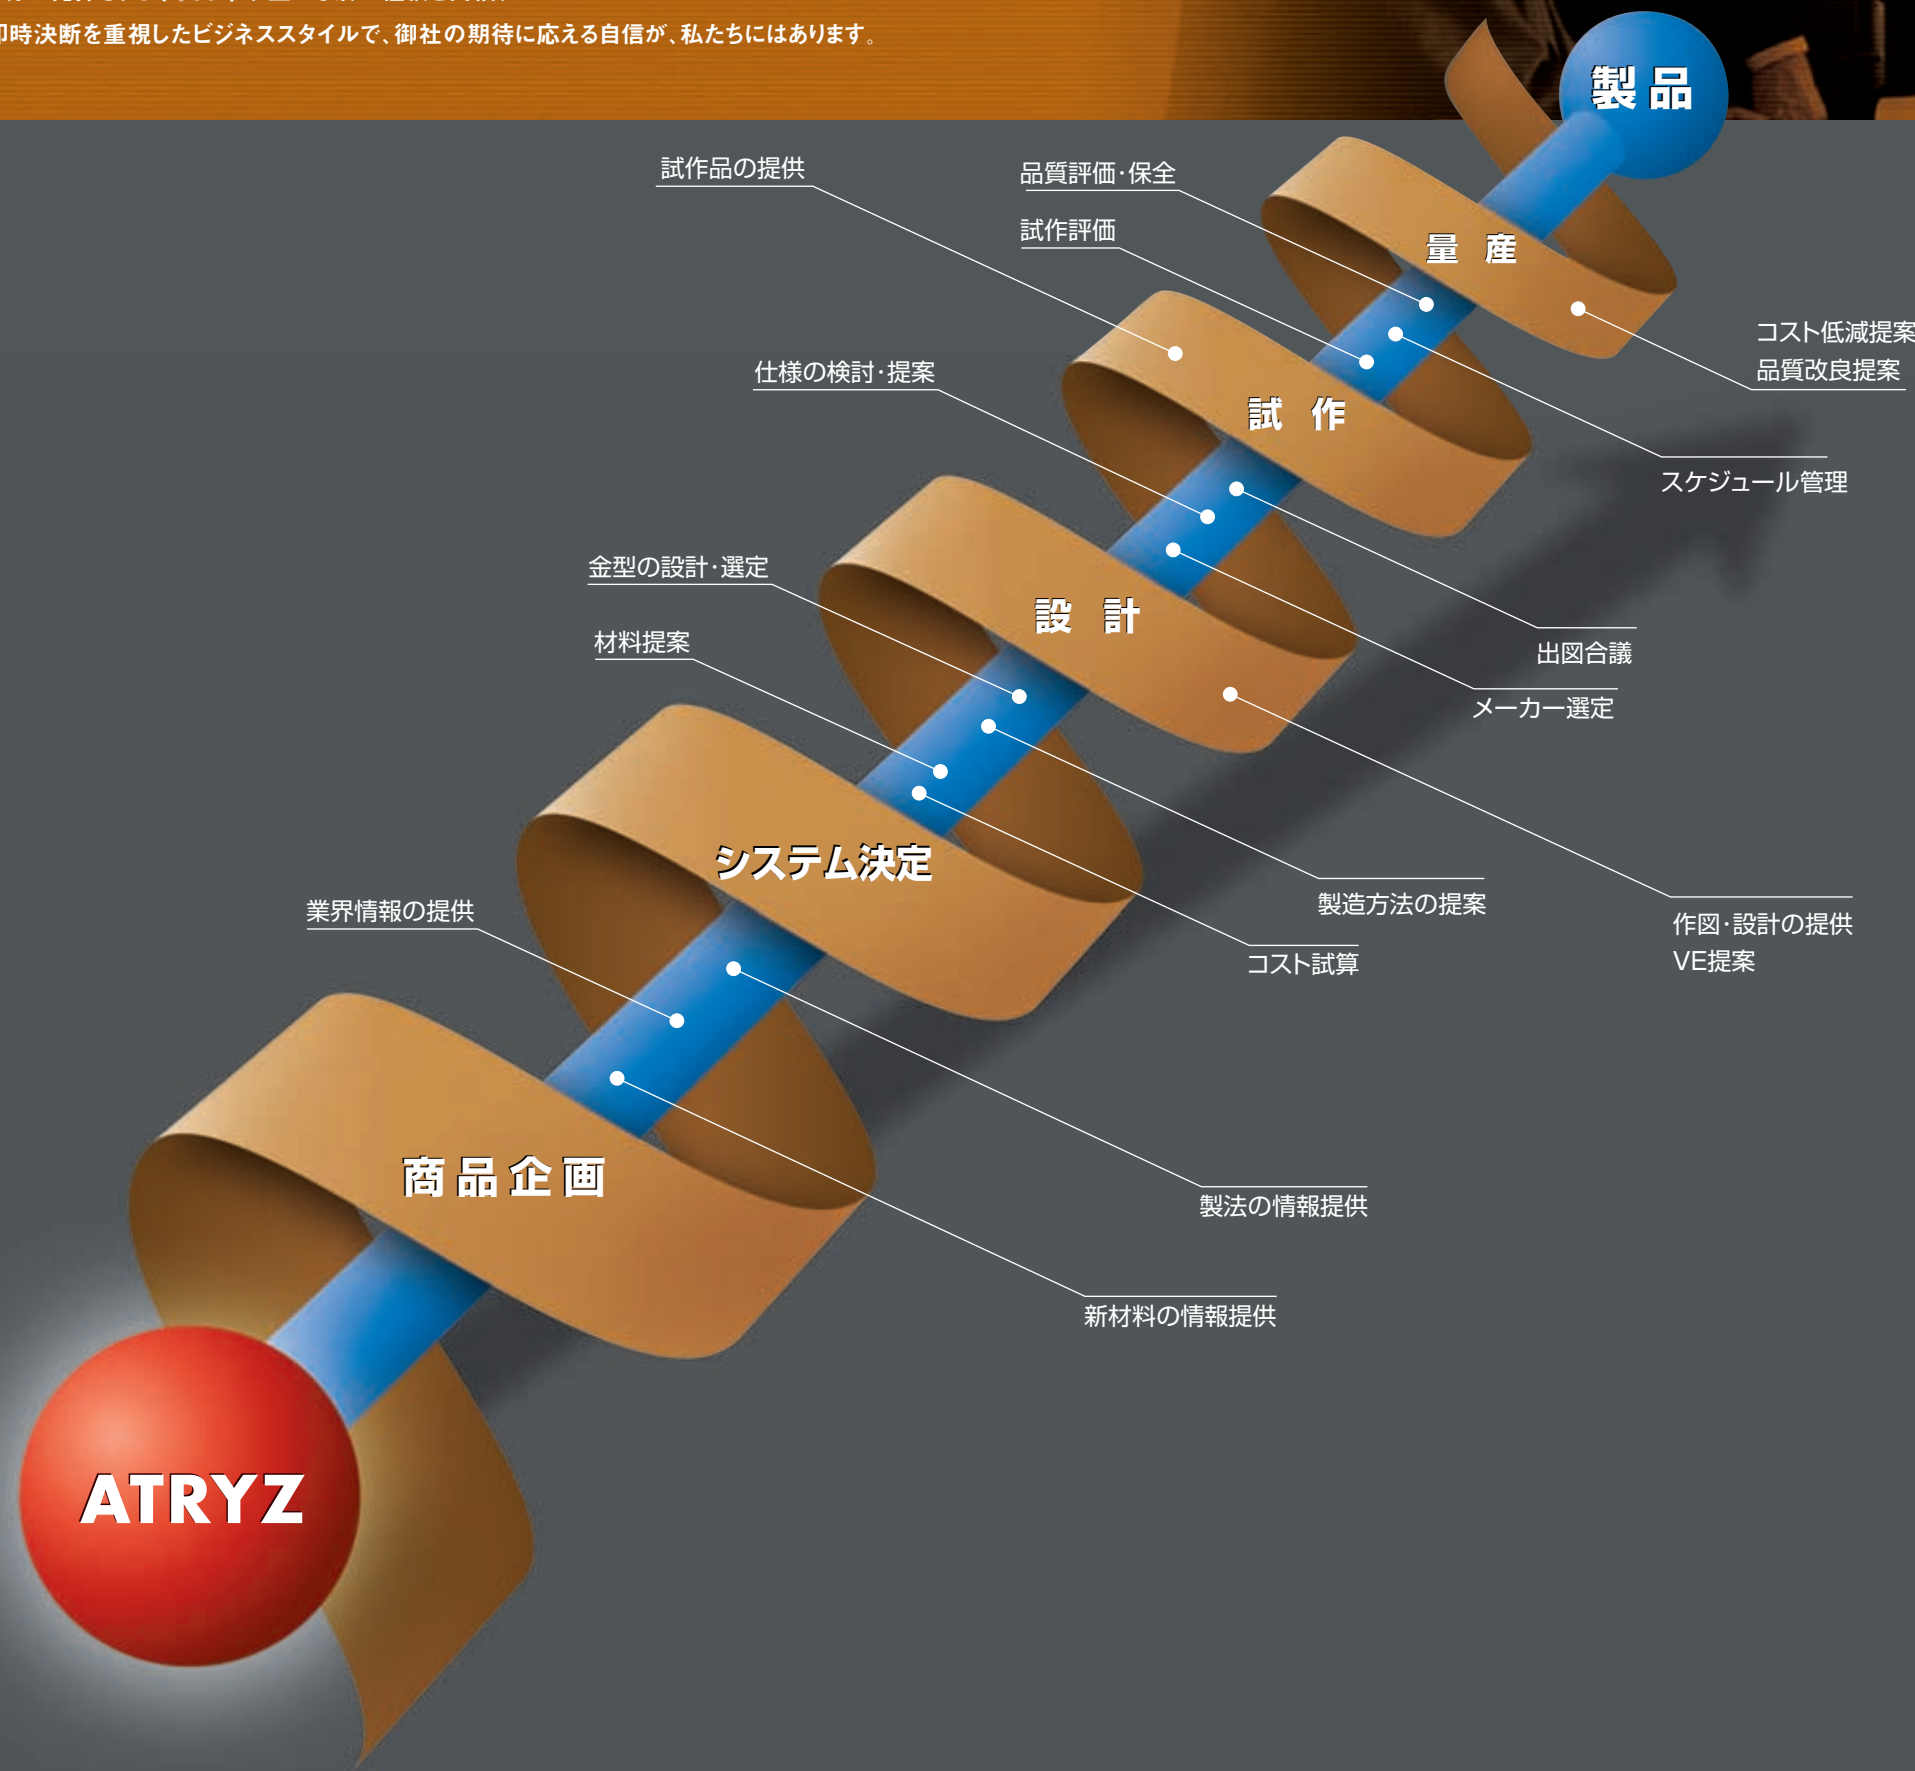 即時決断を重視したビジネススタイルで、御社の期待に応える自信が、私たちにはあります。
製品
試作品の提供
品質評価・保全
試作評価
量 産
コスト低減提案
品質改良提案
仕様の検討・提案
試 作
スケジュール管理
金型の設計・選定
設 計
材料提案
出図合議
メーカー選定
システム決定
業界情報の提供
製造方法の提案
作図・設計の提供
VE提案
コスト試算
商品企画
製法の情報提供
新材料の情報提供
ATRYZ